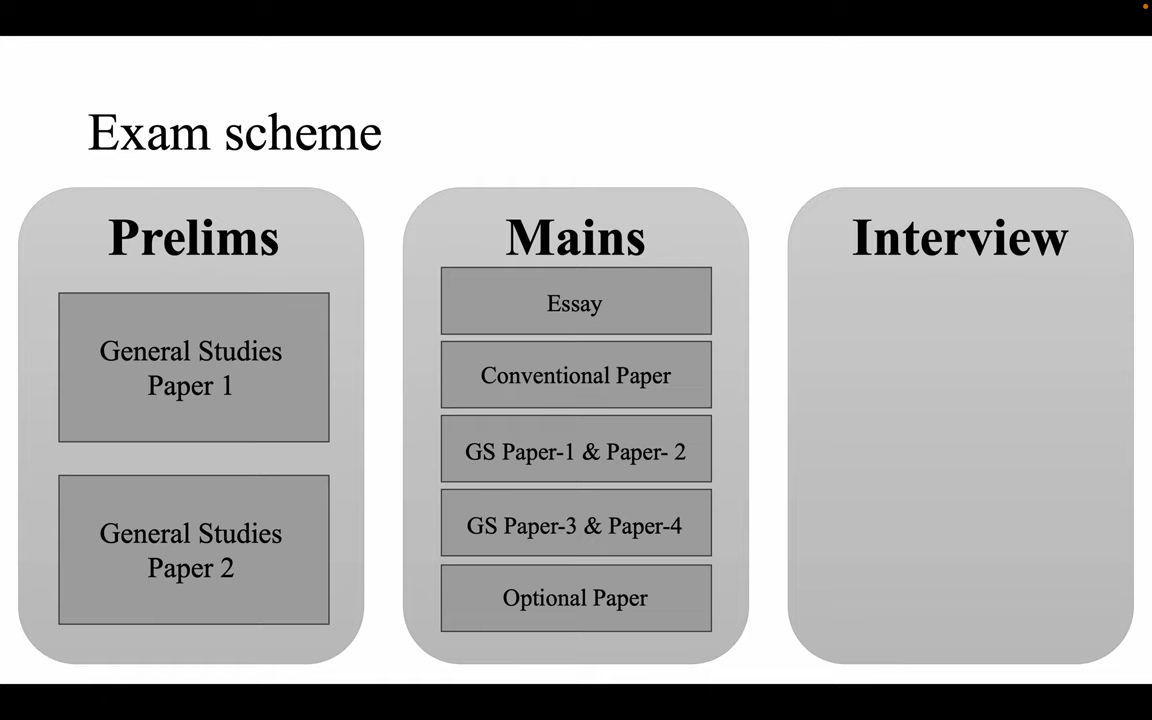 Exam scheme
Prelims
General Studies
Paper 1
General Studies
Paper 2
Mains
Essay
Conventional Paper
GS Paper-1 & Paper- 2
GS Paper-3 & Paper-4
Optional Paper
Interview